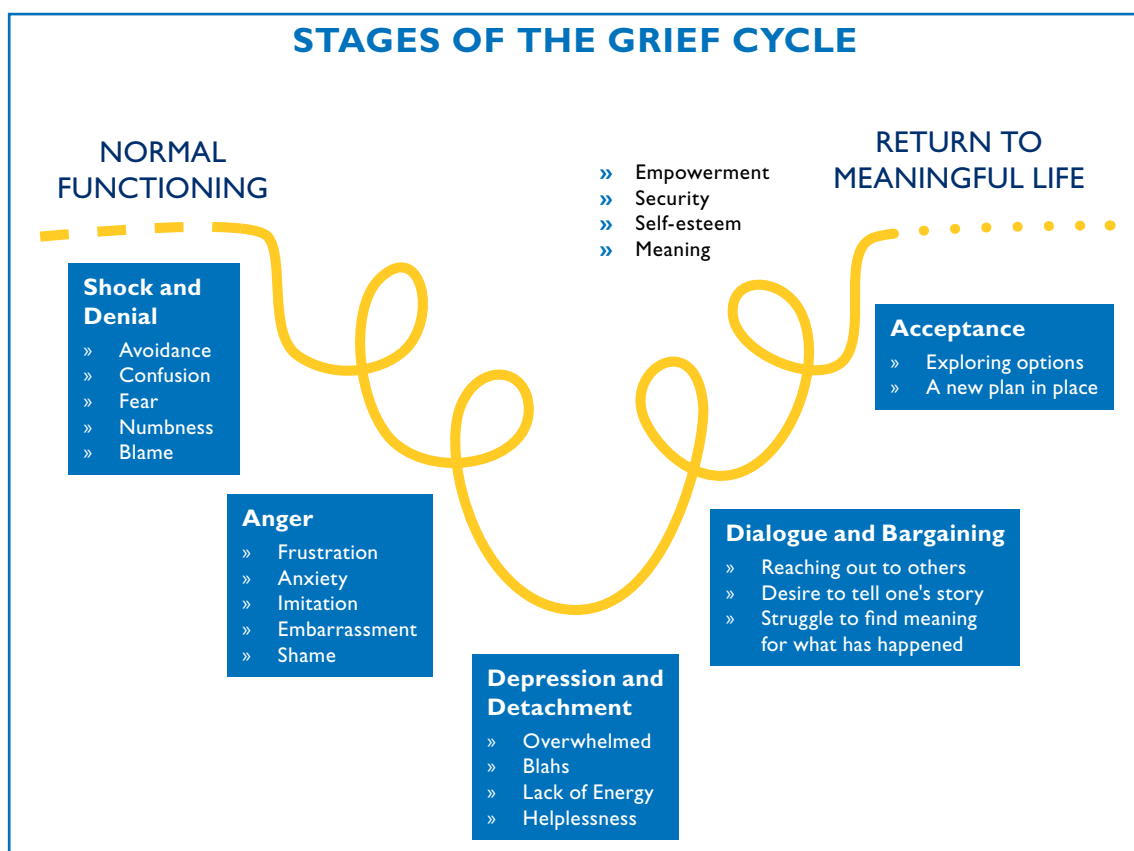 STAGES OF THE GRIEF CYCLE
NORMAL
FUNCTIONING
» Empowerment
» Security
» Self-esteem
» Meaning
RETURN TO
MEANINGFUL LIFE
Shock and
Denial
» Avoidance
» Confusion
» Fear
» Numbness
» Blame
Anger
» Frustration
» Anxiety
» Imitation
» Embarrassment
» Shame
Depression and
Detachment
» Overwhelmed
» Blahs
» Lack of Energy
» Helplessness
Dialogue and Bargaining
» Reaching out to others
» Desire to tell one's story
» Struggle to find meaning
for what has happened
Acceptance
» Exploring options
» A new plan in place